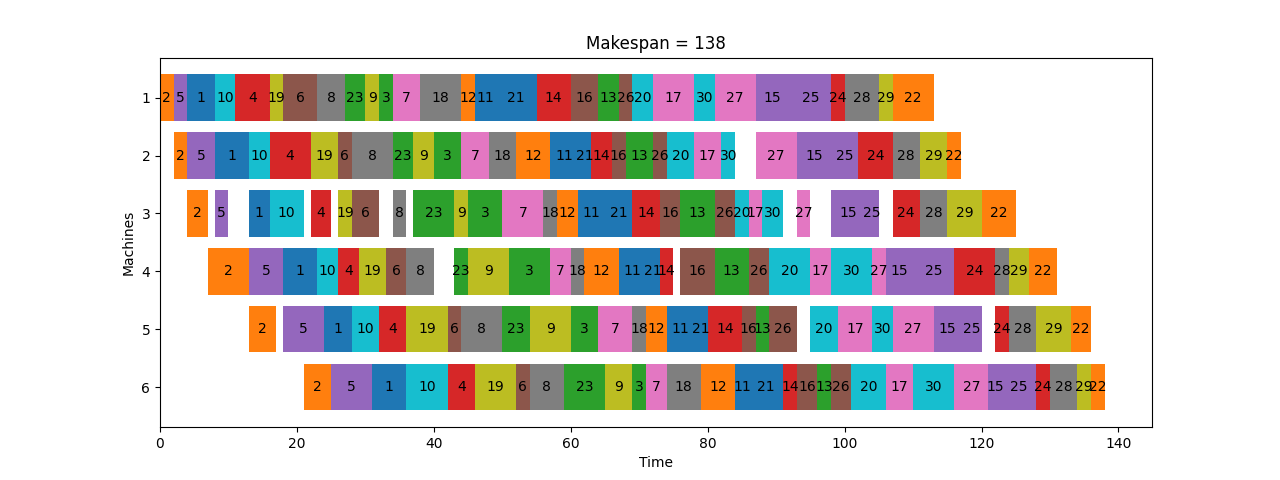 Makespan = 138
Machines
1 2 5 1 10 4 19 6 8 23 9 3 7 18 12 11 21 14 16 13 26 20 17 30 27 15 25 24 28 29 22
2 2 5 1 10 4 19 6 8 23 9 3 7 18 12 11 21 14 16 13 26 20 17 30 27 15 25 24 28 29 22
3 2 5 1 10 4 19 6 8 23 9 3 7 18 12 11 21 14 16 13 26 20 17 30 27 15 25 24 28 29 22
4 2 5 1 10 4 19 6 8 23 9 3 7 18 12 11 21 14 16 13 26 20 17 30 27 15 25 24 28 29 22
5 2 5 1 10 4 19 6 8 23 9 3 7 18 12 11 21 14 16 13 26 20 17 30 27 15 25 24 28 29 22
6 2 5 1 10 4 19 6 8 23 9 3 7 18 12 11 21 14 16 13 26 20 17 30 27 15 25 24 28 29 22
0 20 40 60 80 100 120 140
Time